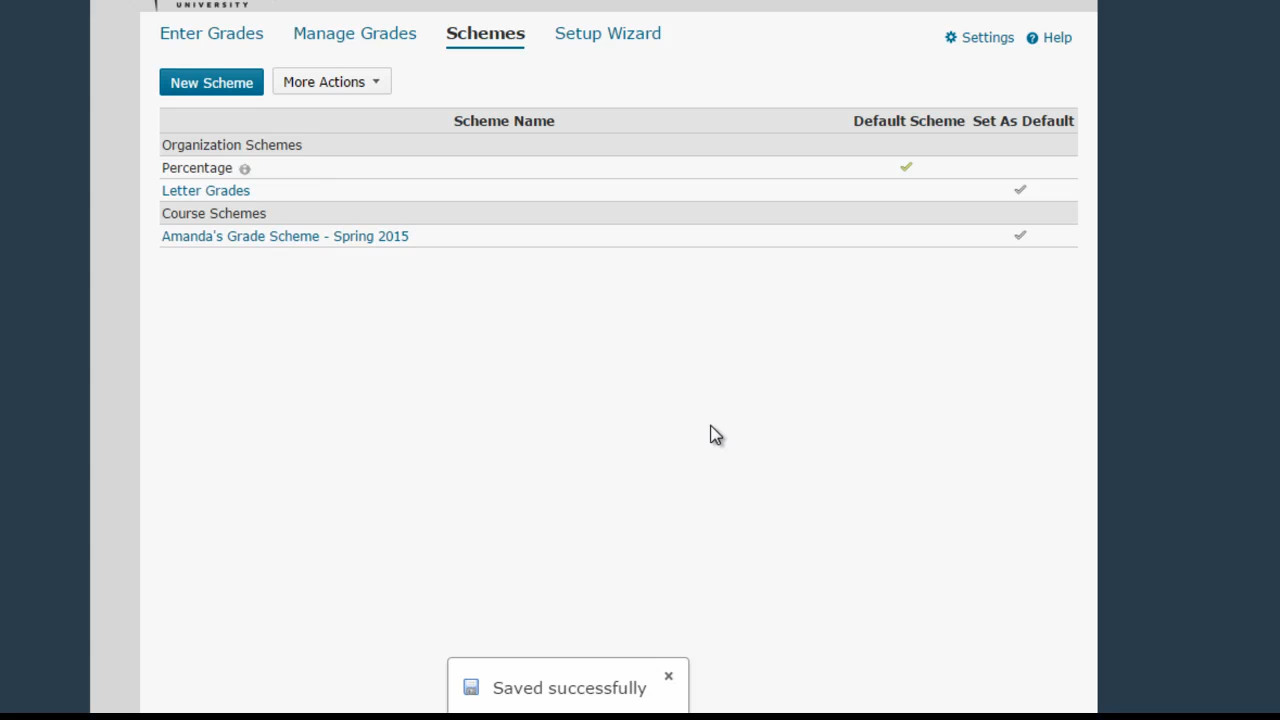 UNIVERSITY
Enter Grades Manage Grades Schemes Setup Wizard Settings Help
New Scheme More Actions
Scheme Name Default Scheme Set As Default
Organization Schemes
Percentage
Letter Grades
Course Schemes
Amanda's Grade Scheme - Spring 2015
Saved successfully